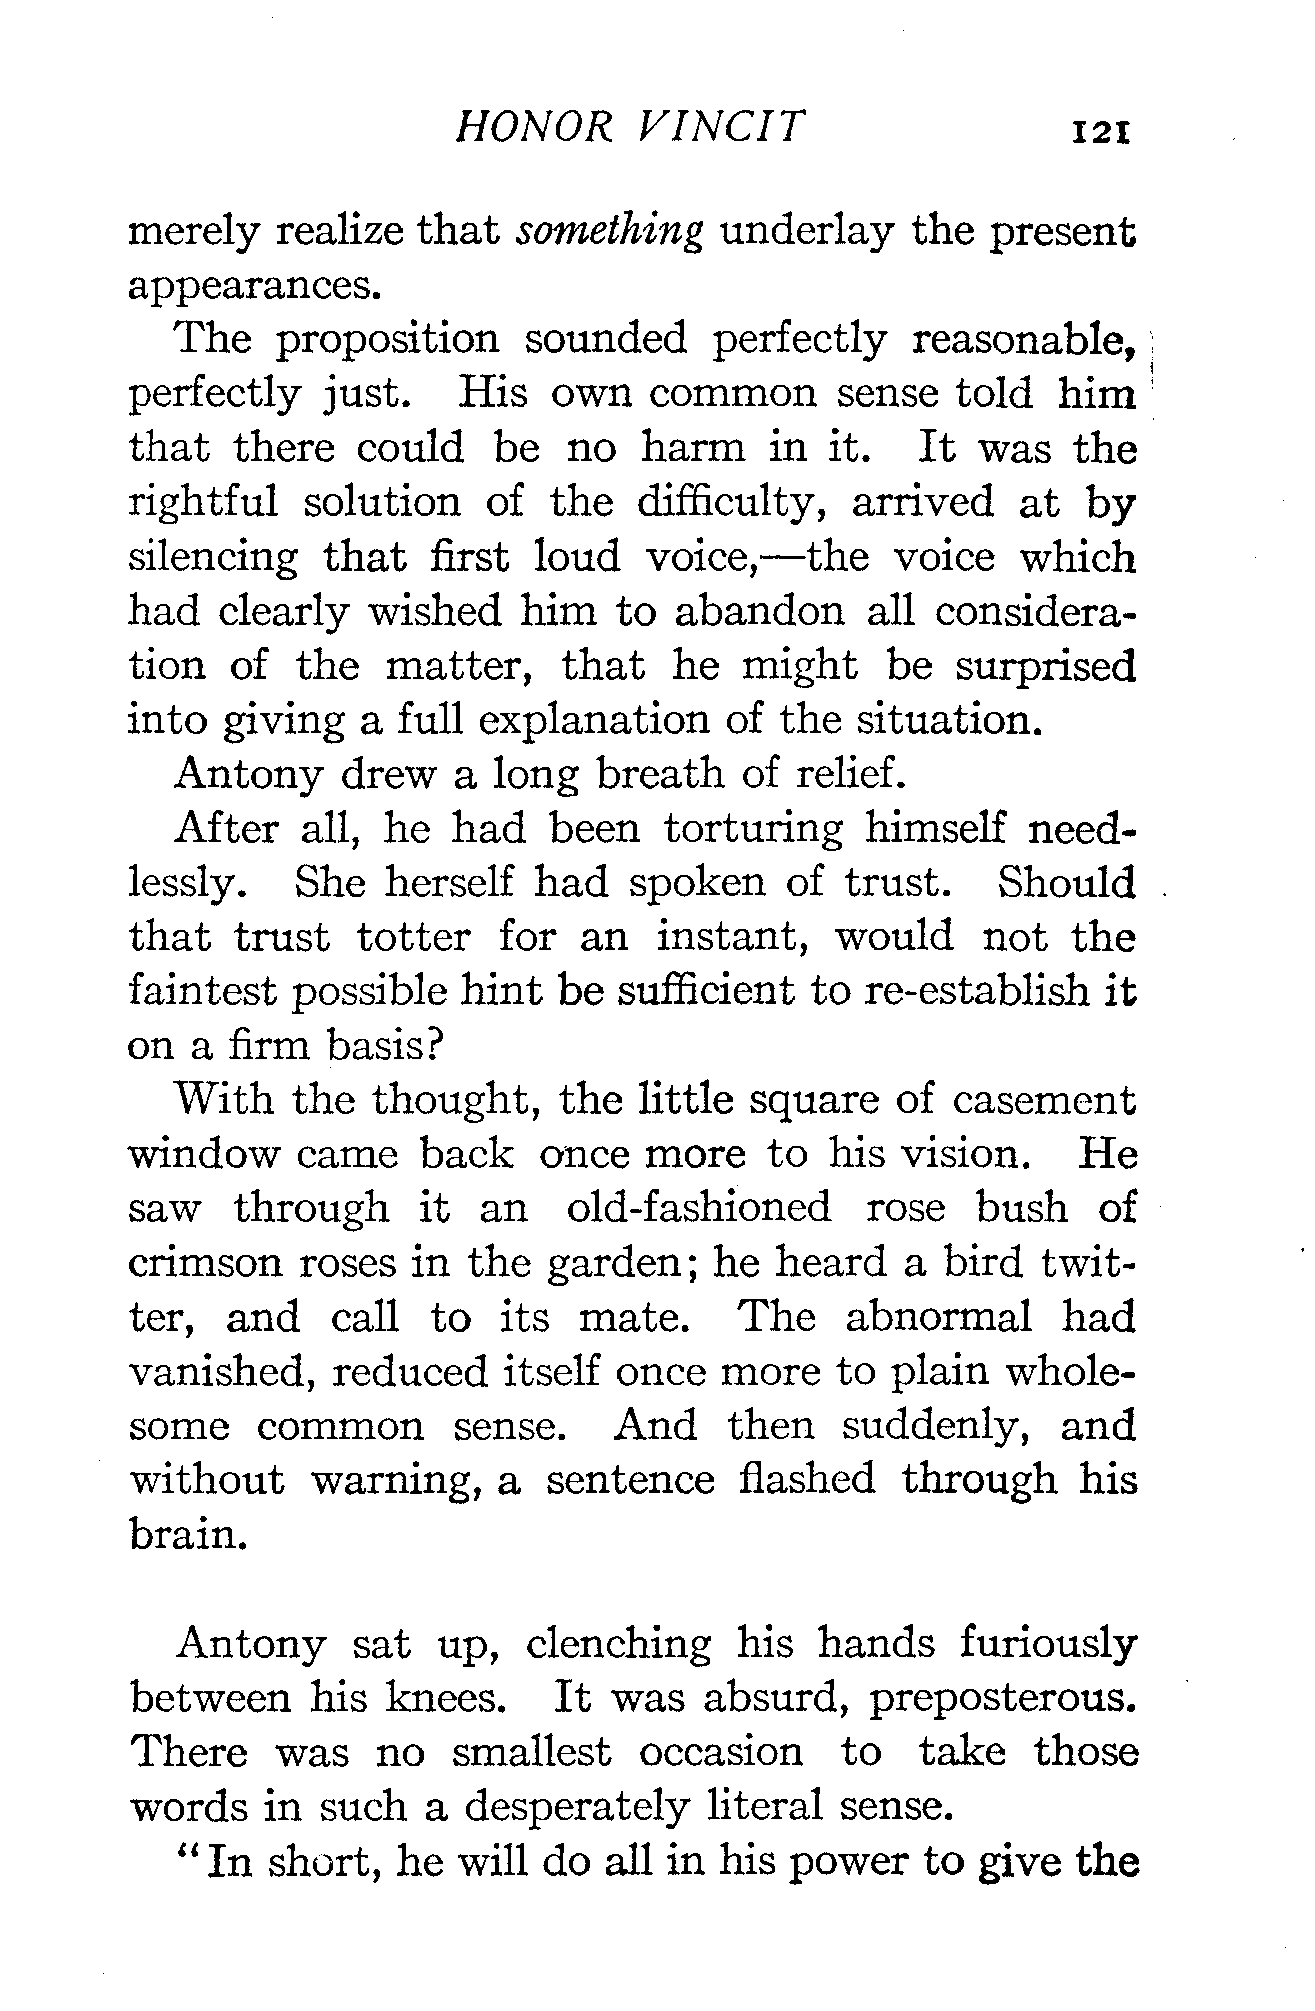 HONOR VINCIT 121
merely realize that something underlay the present
appearances.
The proposition sounded perfectly reasonable,
perfectly just. His own common sense told him
that there could be no harm in it. It was the
rightful solution of the difficulty, arrived at by
silencing that first loud voice,—the voice which
had clearly wished him to abandon all considera-
tion of the matter, that he might be surprised
into giving a full explanation of the situation.
Antony drew a long breath of relief.
After all, he had been torturing himself need-
lessly. She herself had spoken of trust. Should
that trust totter for an instant, would not the
faintest possible hint be sufficient to re-establish it
on a firm basis?
With the thought, the little square of casement
window came back once more to his vision. He
saw through it an old-fashioned rose bush of
crimson roses in the garden; he heard a bird twit-
ter, and call to its mate. The abnormal had
vanished, reduced itself once more to plain whole-
some common sense. And then suddenly, and
without warning, a sentence flashed through his
brain.
Antony sat up, clenching his hands furiously
between his knees. It was absurd, preposterous.
There was no smallest occasion to take those
words in such a desperately literal sense.
“In short, he will do all in his power to give the